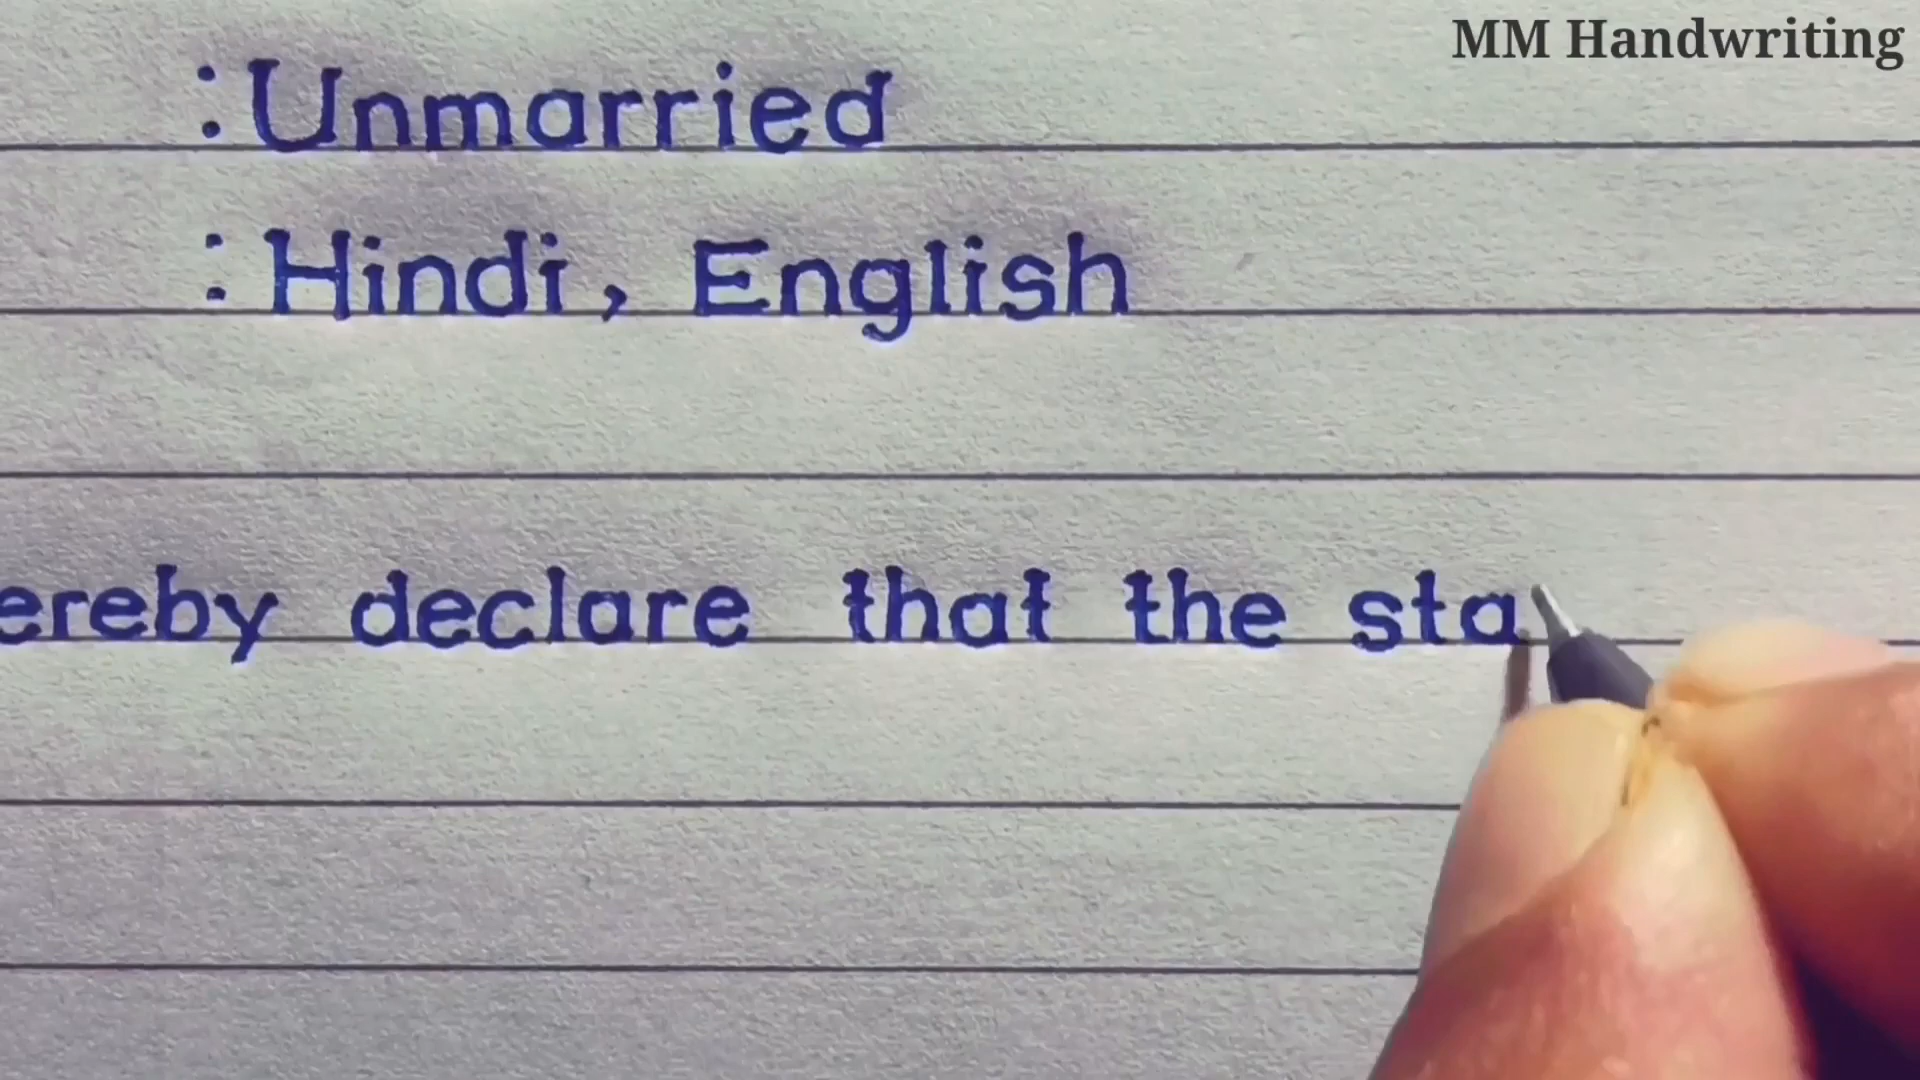 MM Handwriting
: Unmarried
: Hindi, English
ereby declare that the sta